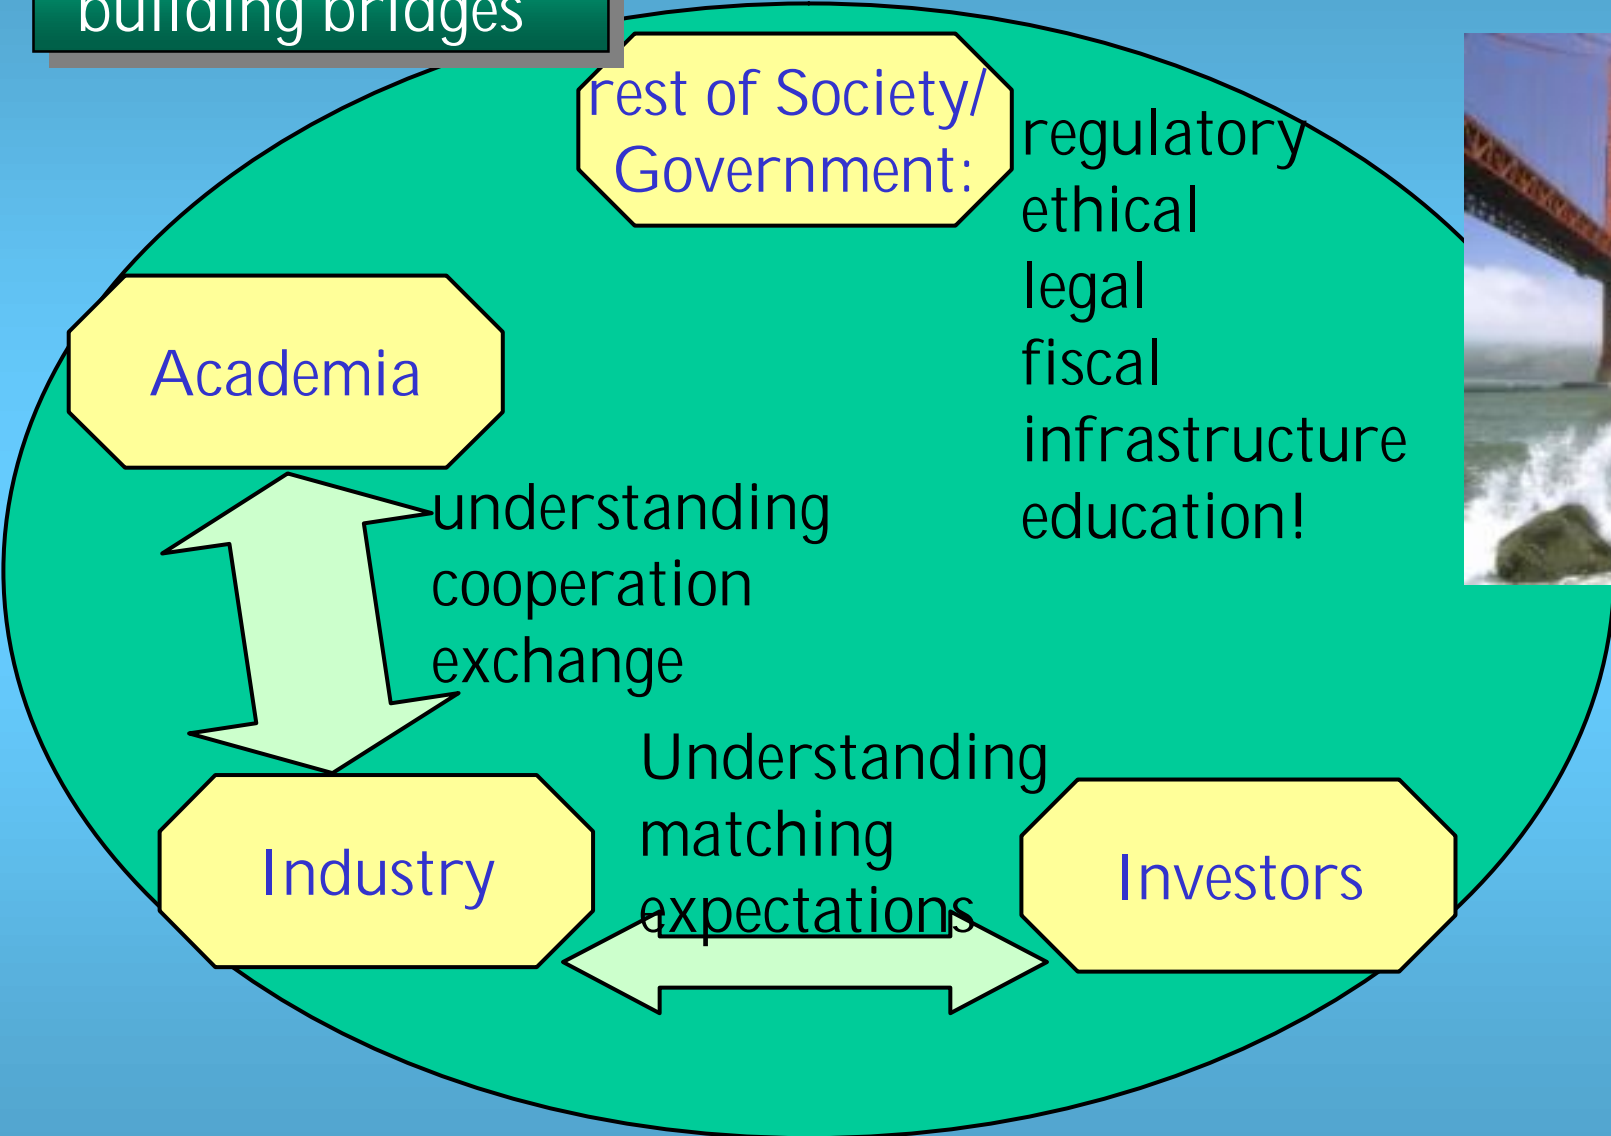 building bridges
rest of Society/
Government:
regulatory
ethical
legal
fiscal
infrastructure
education!
Academia
understanding
cooperation
exchange
Understanding
matching
expectations
Industry
Investors